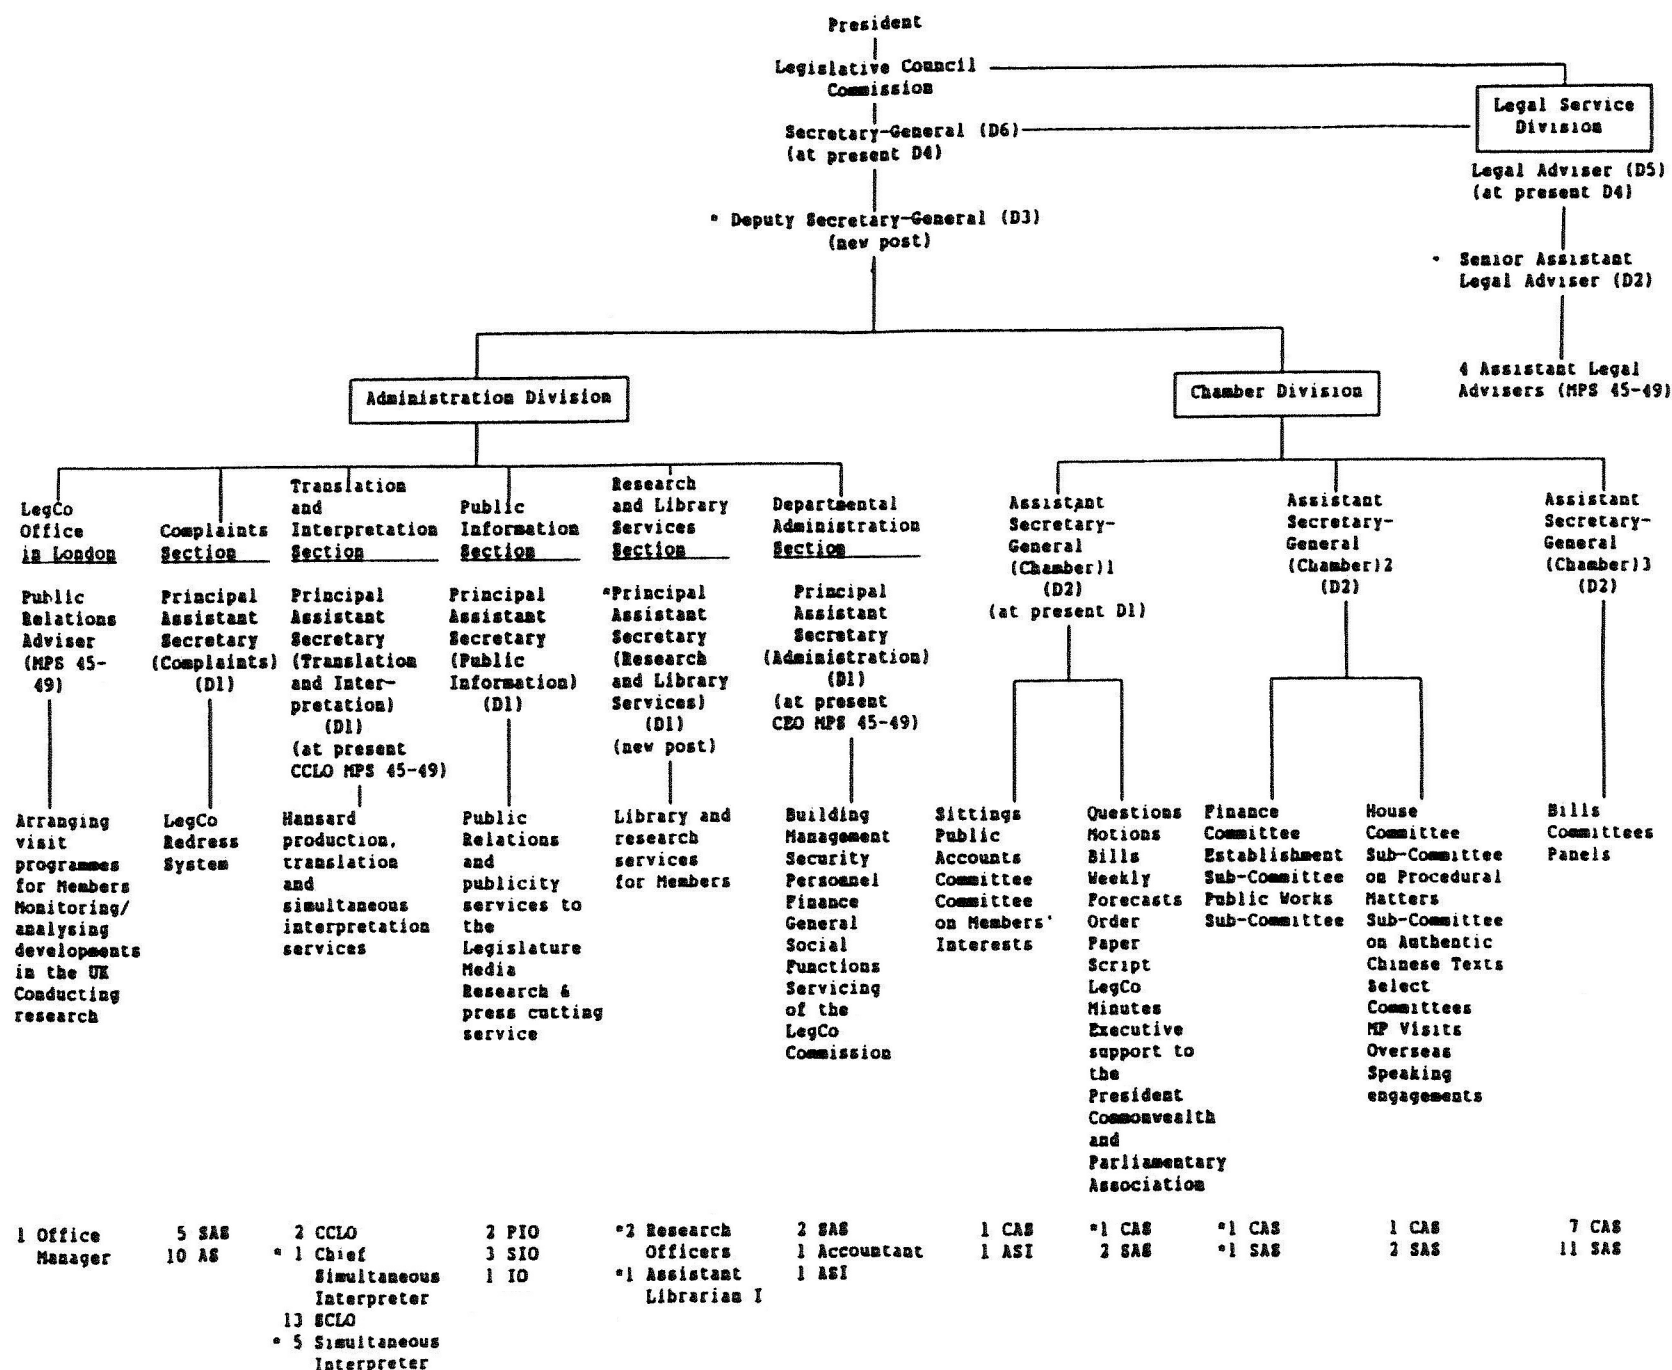 President
Legislative Council
Commission
Secretary-General (D6)
(at present D4)
* Deputy Secretary-General (D3)
(new post)
Legal Service
Division
Legal Adviser (D5)
(at present D4)
* Senior Assistant
Legal Adviser (D2)
4 Assistant Legal
Advisers (MPS 45-49)
Administration Division
Chamber Division
LegCo
Office
in London
Public
Relations
Adviser
(MPS 45-
49)
Arranging
visit
programmes
for Members
Monitoring/
analysing
developments
in the UK
Conducting
research
1 Office
Manager
Complaints
Section
Principal
Assistant
Secretary
(Complaints)
(D1)
LegCo
Redress
System
5 SAS
10 AS
Translation
and
Interpretation
Section
Principal
Assistant
Secretary
(Translation
and Inter-
pretation)
(D1)
(at present
CCLO MPS 45-49)
Hansard
production,
translation
and
simultaneous
interpretation
services
2 CCLO
* 1 Chief
Simultaneous
Interpreter
13 SCLO
* 5 Simultaneous
Interpreter
Public
Information
Section
Principal
Assistant
Secretary
(Public
Information)
(D1)
Public
Relations
and
publicity
services to
the
Legislature
Media
Research &
press cutting
service
2 PIO
3 SIO
1 IO
Research
and Library
Services
Section
*Principal
Assistant
Secretary
(Research
and Library
Services)
(D1)
(new post)
Library and
research
services
for Members
*2 Research
Officers
*1 Assistant
Librarian I
Departmental
Administration
Section
Principal
Assistant
Secretary
(Administration)
(D1)
(at present
CEO MPS 45-49)
Building
Management
Security
Personnel
Finance
General
Social
Functions
Servicing
of the
LegCo
Commission
2 SAS
1 Accountant
1 ASI
Assistant
Secretary-
General
(Chamber)1
(D2)
(at present D1)
Sittings
Public
Accounts
Committee
Committee
on Members'
Interests
1 CAS
1 ASI
Questions
Motions
Bills
Weekly
Forecasts
Order
Paper
Script
LegCo
Minutes
Executive
support to
the
President
Commonwealth
and
Parliamentary
Association
*1 CAS
2 SAS
Assistant
Secretary-
General
(Chamber)2
(D2)
Finance
Committee
Establishment
Sub-Committee
Public Works
Sub-Committee
*1 CAS
*1 SAS
House
Committee
Sub-Committee
on Procedural
Matters
Sub-Committee
on Authentic
Chinese Texts
Select
Committees
MP Visits
Overseas
Speaking
engagements
1 CAS
2 SAS
Assistant
Secretary-
General
(Chamber)3
(D2)
Bills
Committees
Panels
7 CAS
11 SAS